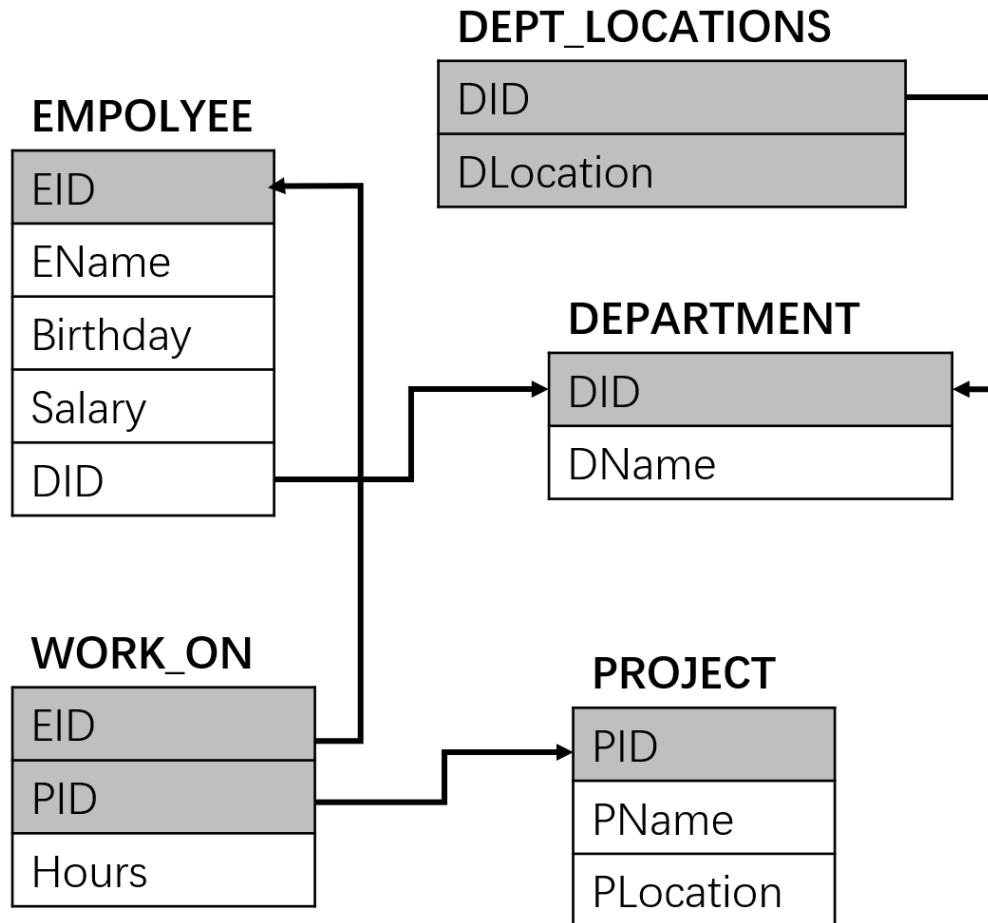 DEPT_LOCATIONS
DID
DLocation
EMPOLYEE
EID
EName
Birthday
Salary
DID
DEPARTMENT
DID
DName
WORK_ON
EID
PID
Hours
PROJECT
PID
PName
PLocation